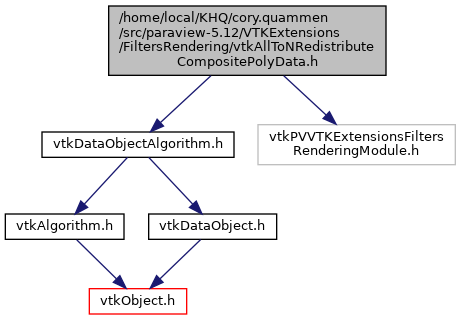 /home/local/KHQ/cory.quammen
/src/paraview-5.12/VTKExtensions
/FiltersRendering/vtkAllToNRedistribute
CompositePolyData.h
vtkDataObjectAlgorithm.h
vtkPVVTKExtensionsFilters
RenderingModule.h
vtkAlgorithm.h
vtkDataObject.h
vtkObject.h